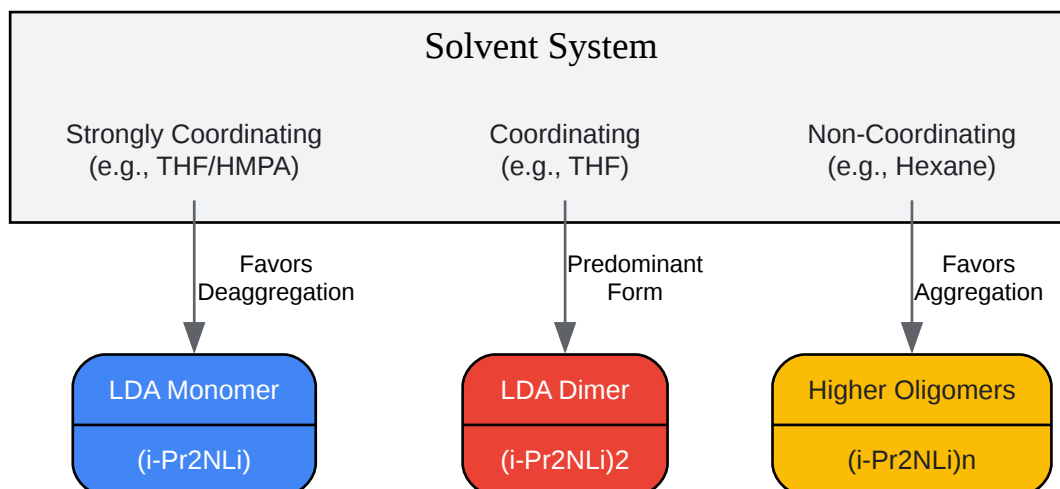 Solvent System
Strongly Coordinating
(e.g., THF/HMPA)
Coordinating
(e.g., THF)
Non-Coordinating
(e.g., Hexane)
Favors
Deaggregation
Predominant
Form
Favors
Aggregation
LDA Monomer
(i-Pr2NLi)
LDA Dimer
(i-Pr2NLi)2
Higher Oligomers
(i-Pr2NLi)n